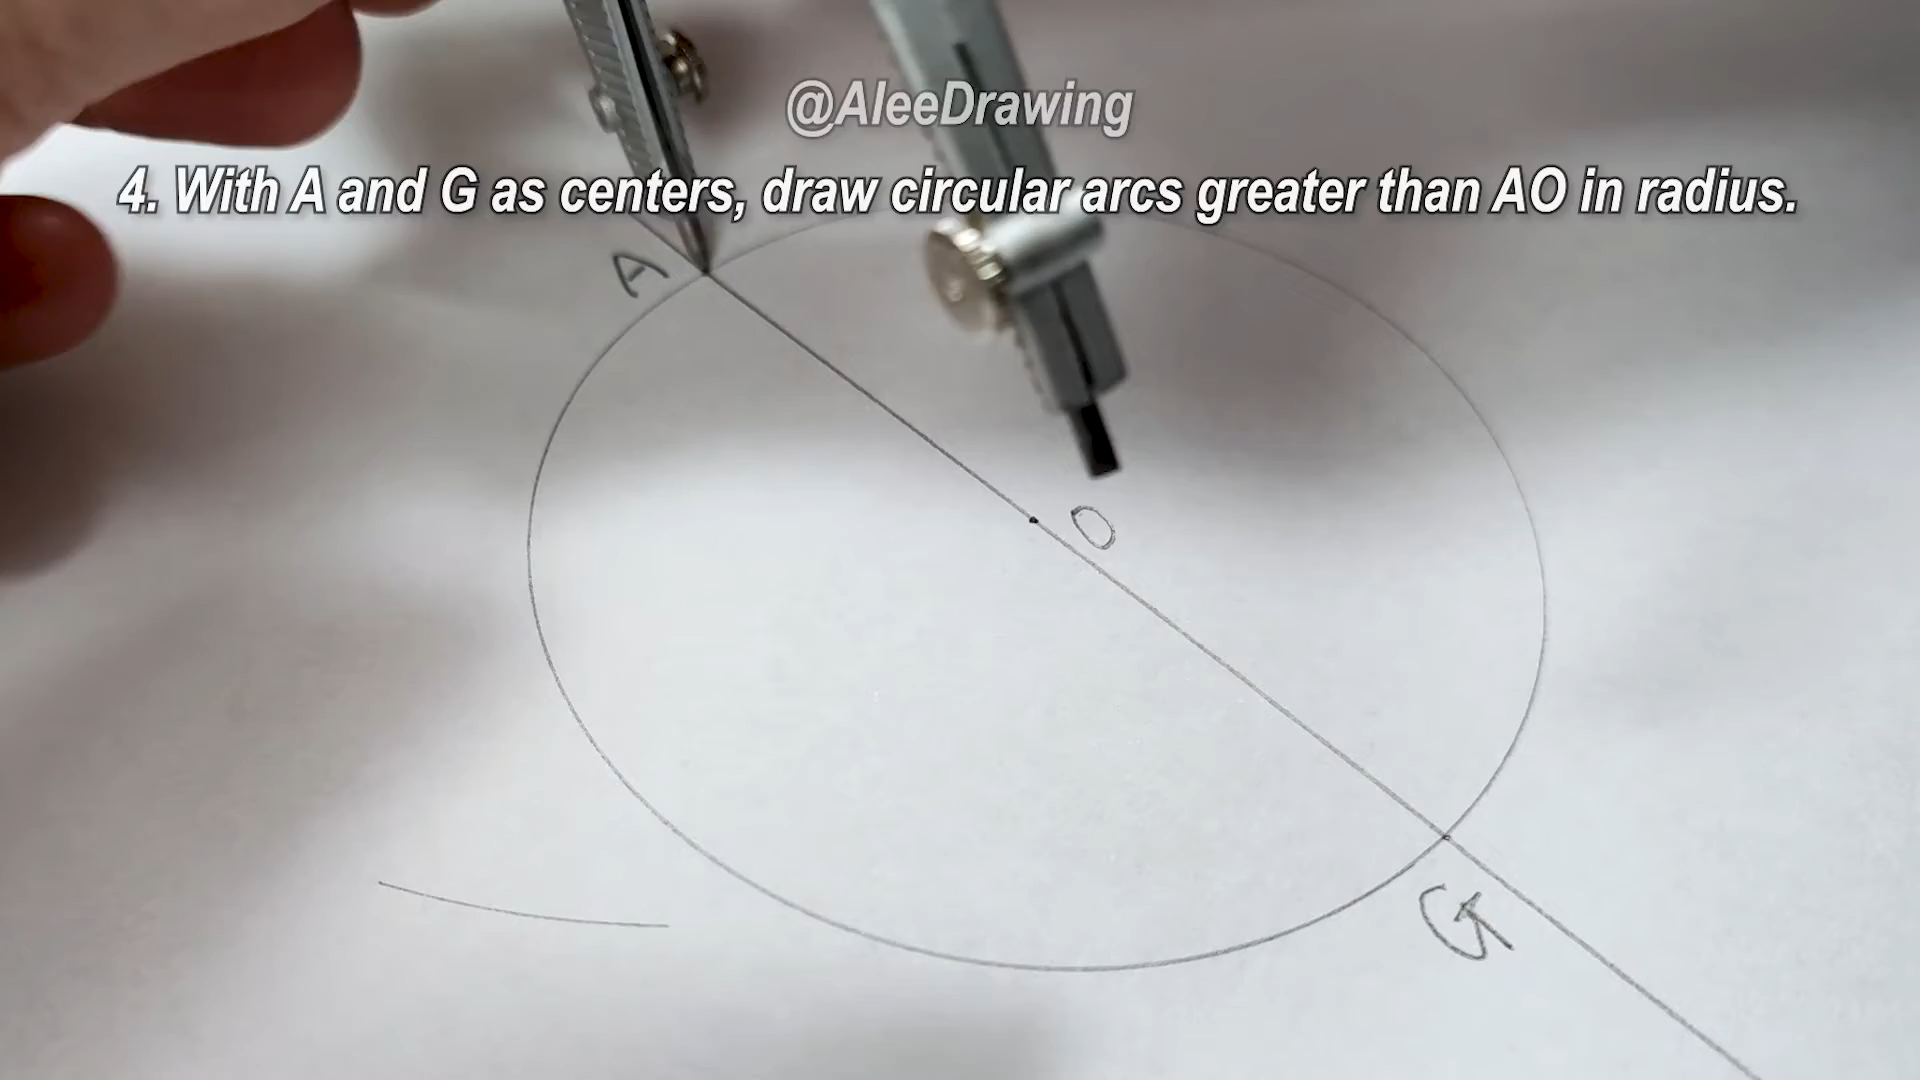 @AleeDrawing
4. With A and G as centers, draw circular arcs greater than AO in radius.
A
O
G